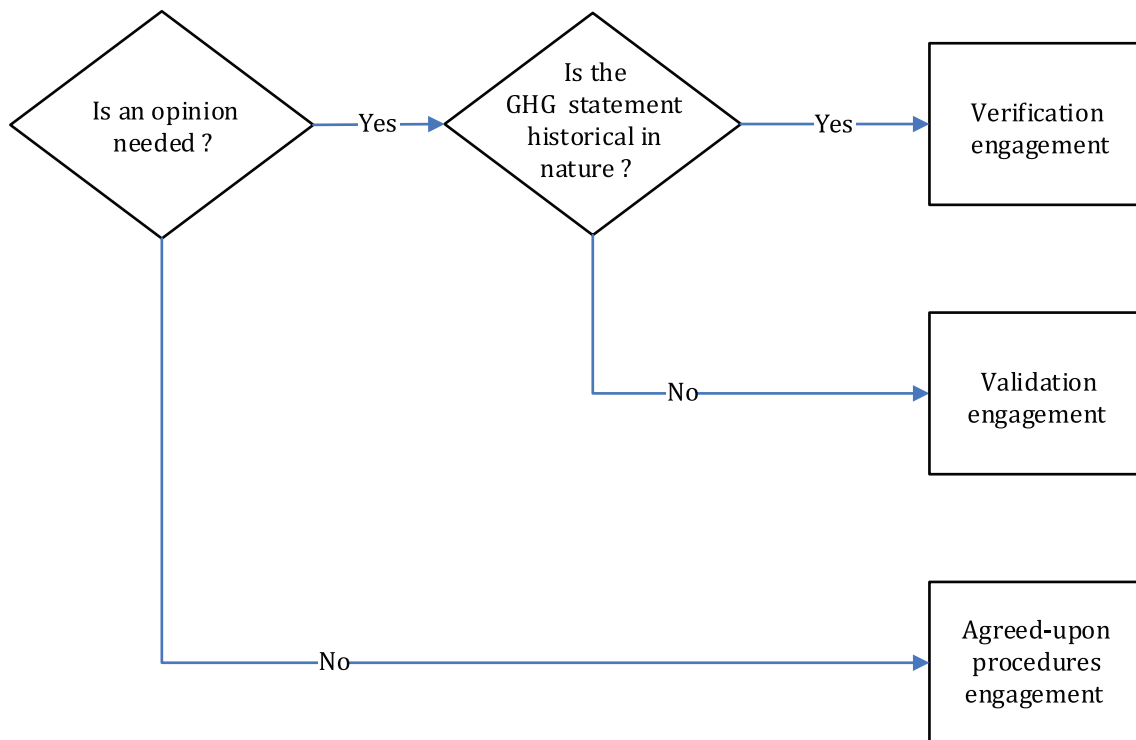 Is an opinion
needed ?
Yes
Is the
GHG statement
historical in
nature ?
Yes
Verification
engagement
No
Validation
engagement
No
Agreed-upon
procedures
engagement